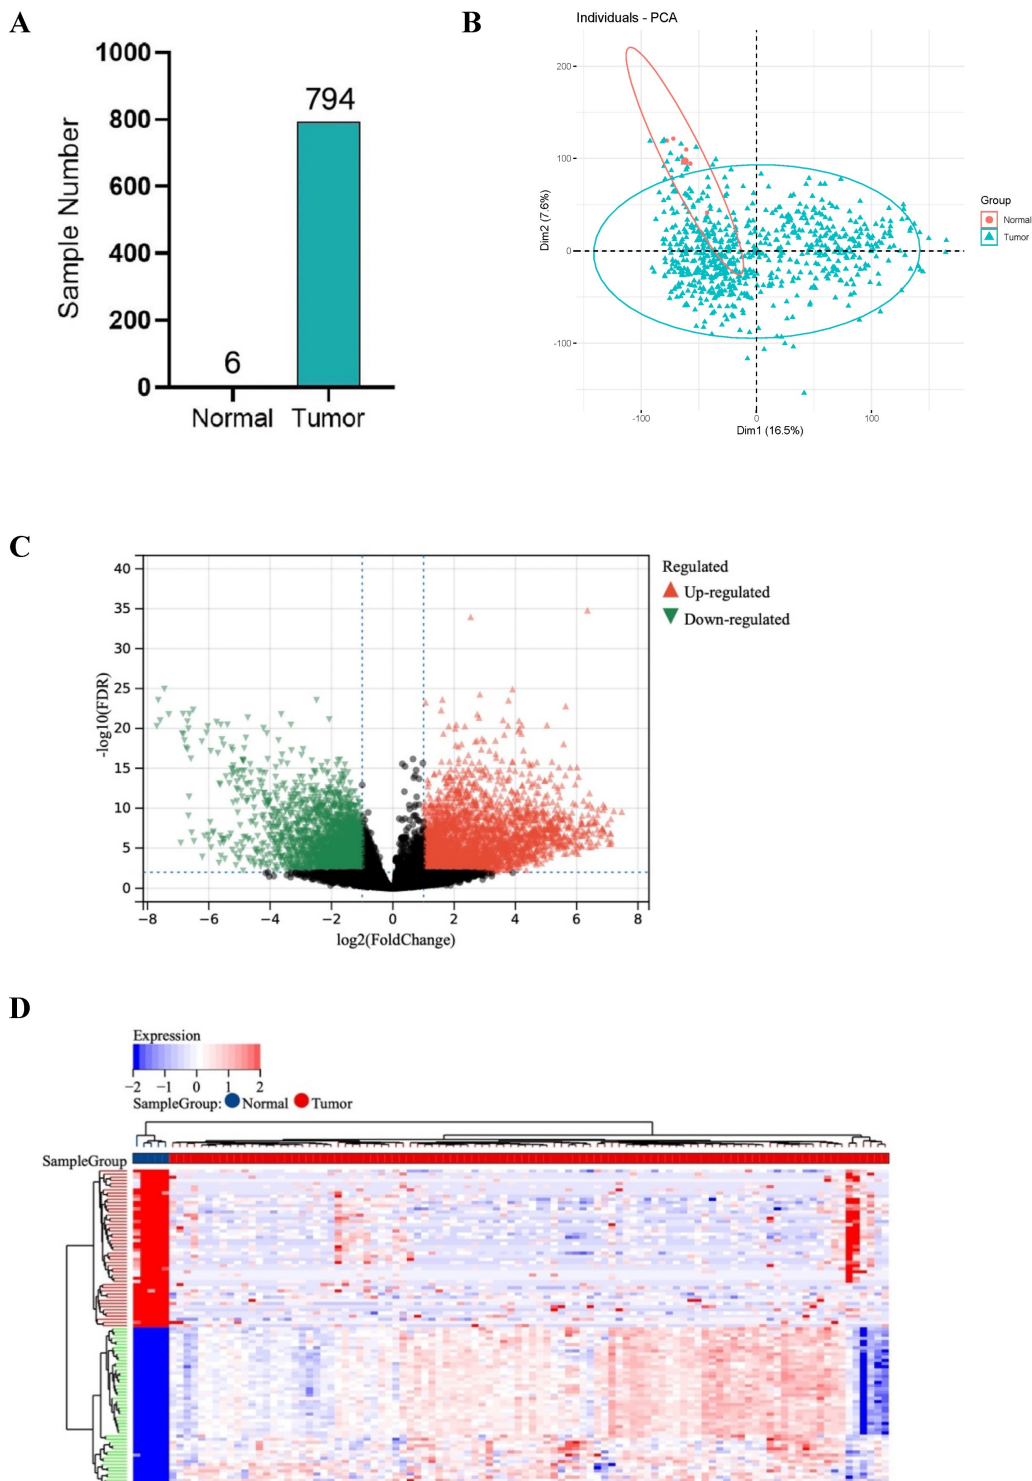 A
1000
800
600
400
200
0
Sample Number
794
6
Normal Tumor
B
Individuals - PCA
200
100
0
-100
Dim2 (7.6%)
-100 0 100
Dim1 (16.5%)
Group
Normal
Tumor
C
40
35
30
25
20
15
10
5
0
-log10(FDR)
−8 −6 −4 −2 0 2 4 6 8
log2(FoldChange)
Regulated
Up-regulated
Down-regulated
D
Expression
−2 −1 0 1 2
SampleGroup: Normal Tumor
SampleGroup